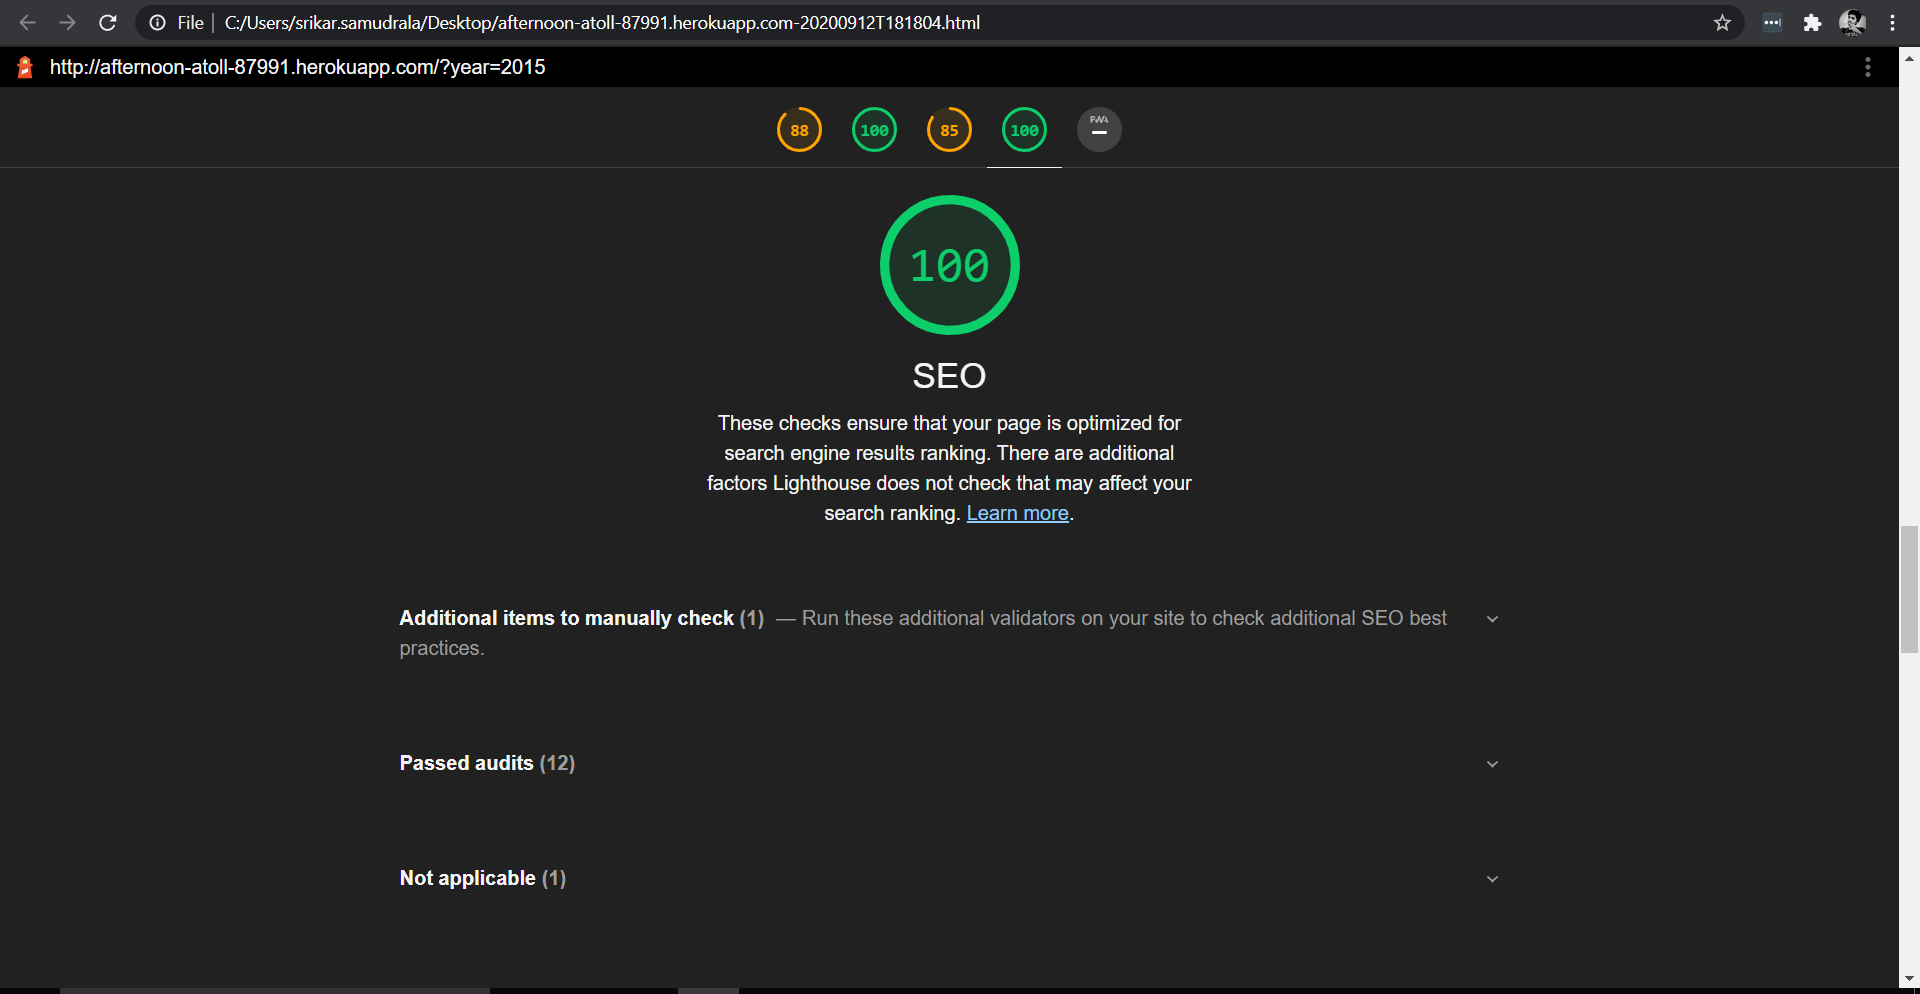 File C:/Users/srikar.samudrala/Desktop/afternoon-atoll-87991.herokuapp.com-20200912T181804.html
http://afternoon-atoll-87991.herokuapp.com/?year=2015
88 100 85 100 PWA
100
SEO
These checks ensure that your page is optimized for
search engine results ranking. There are additional
factors Lighthouse does not check that may affect your
search ranking. Learn more.
Additional items to manually check (1) — Run these additional validators on your site to check additional SEO best
practices.
Passed audits (12)
Not applicable (1)